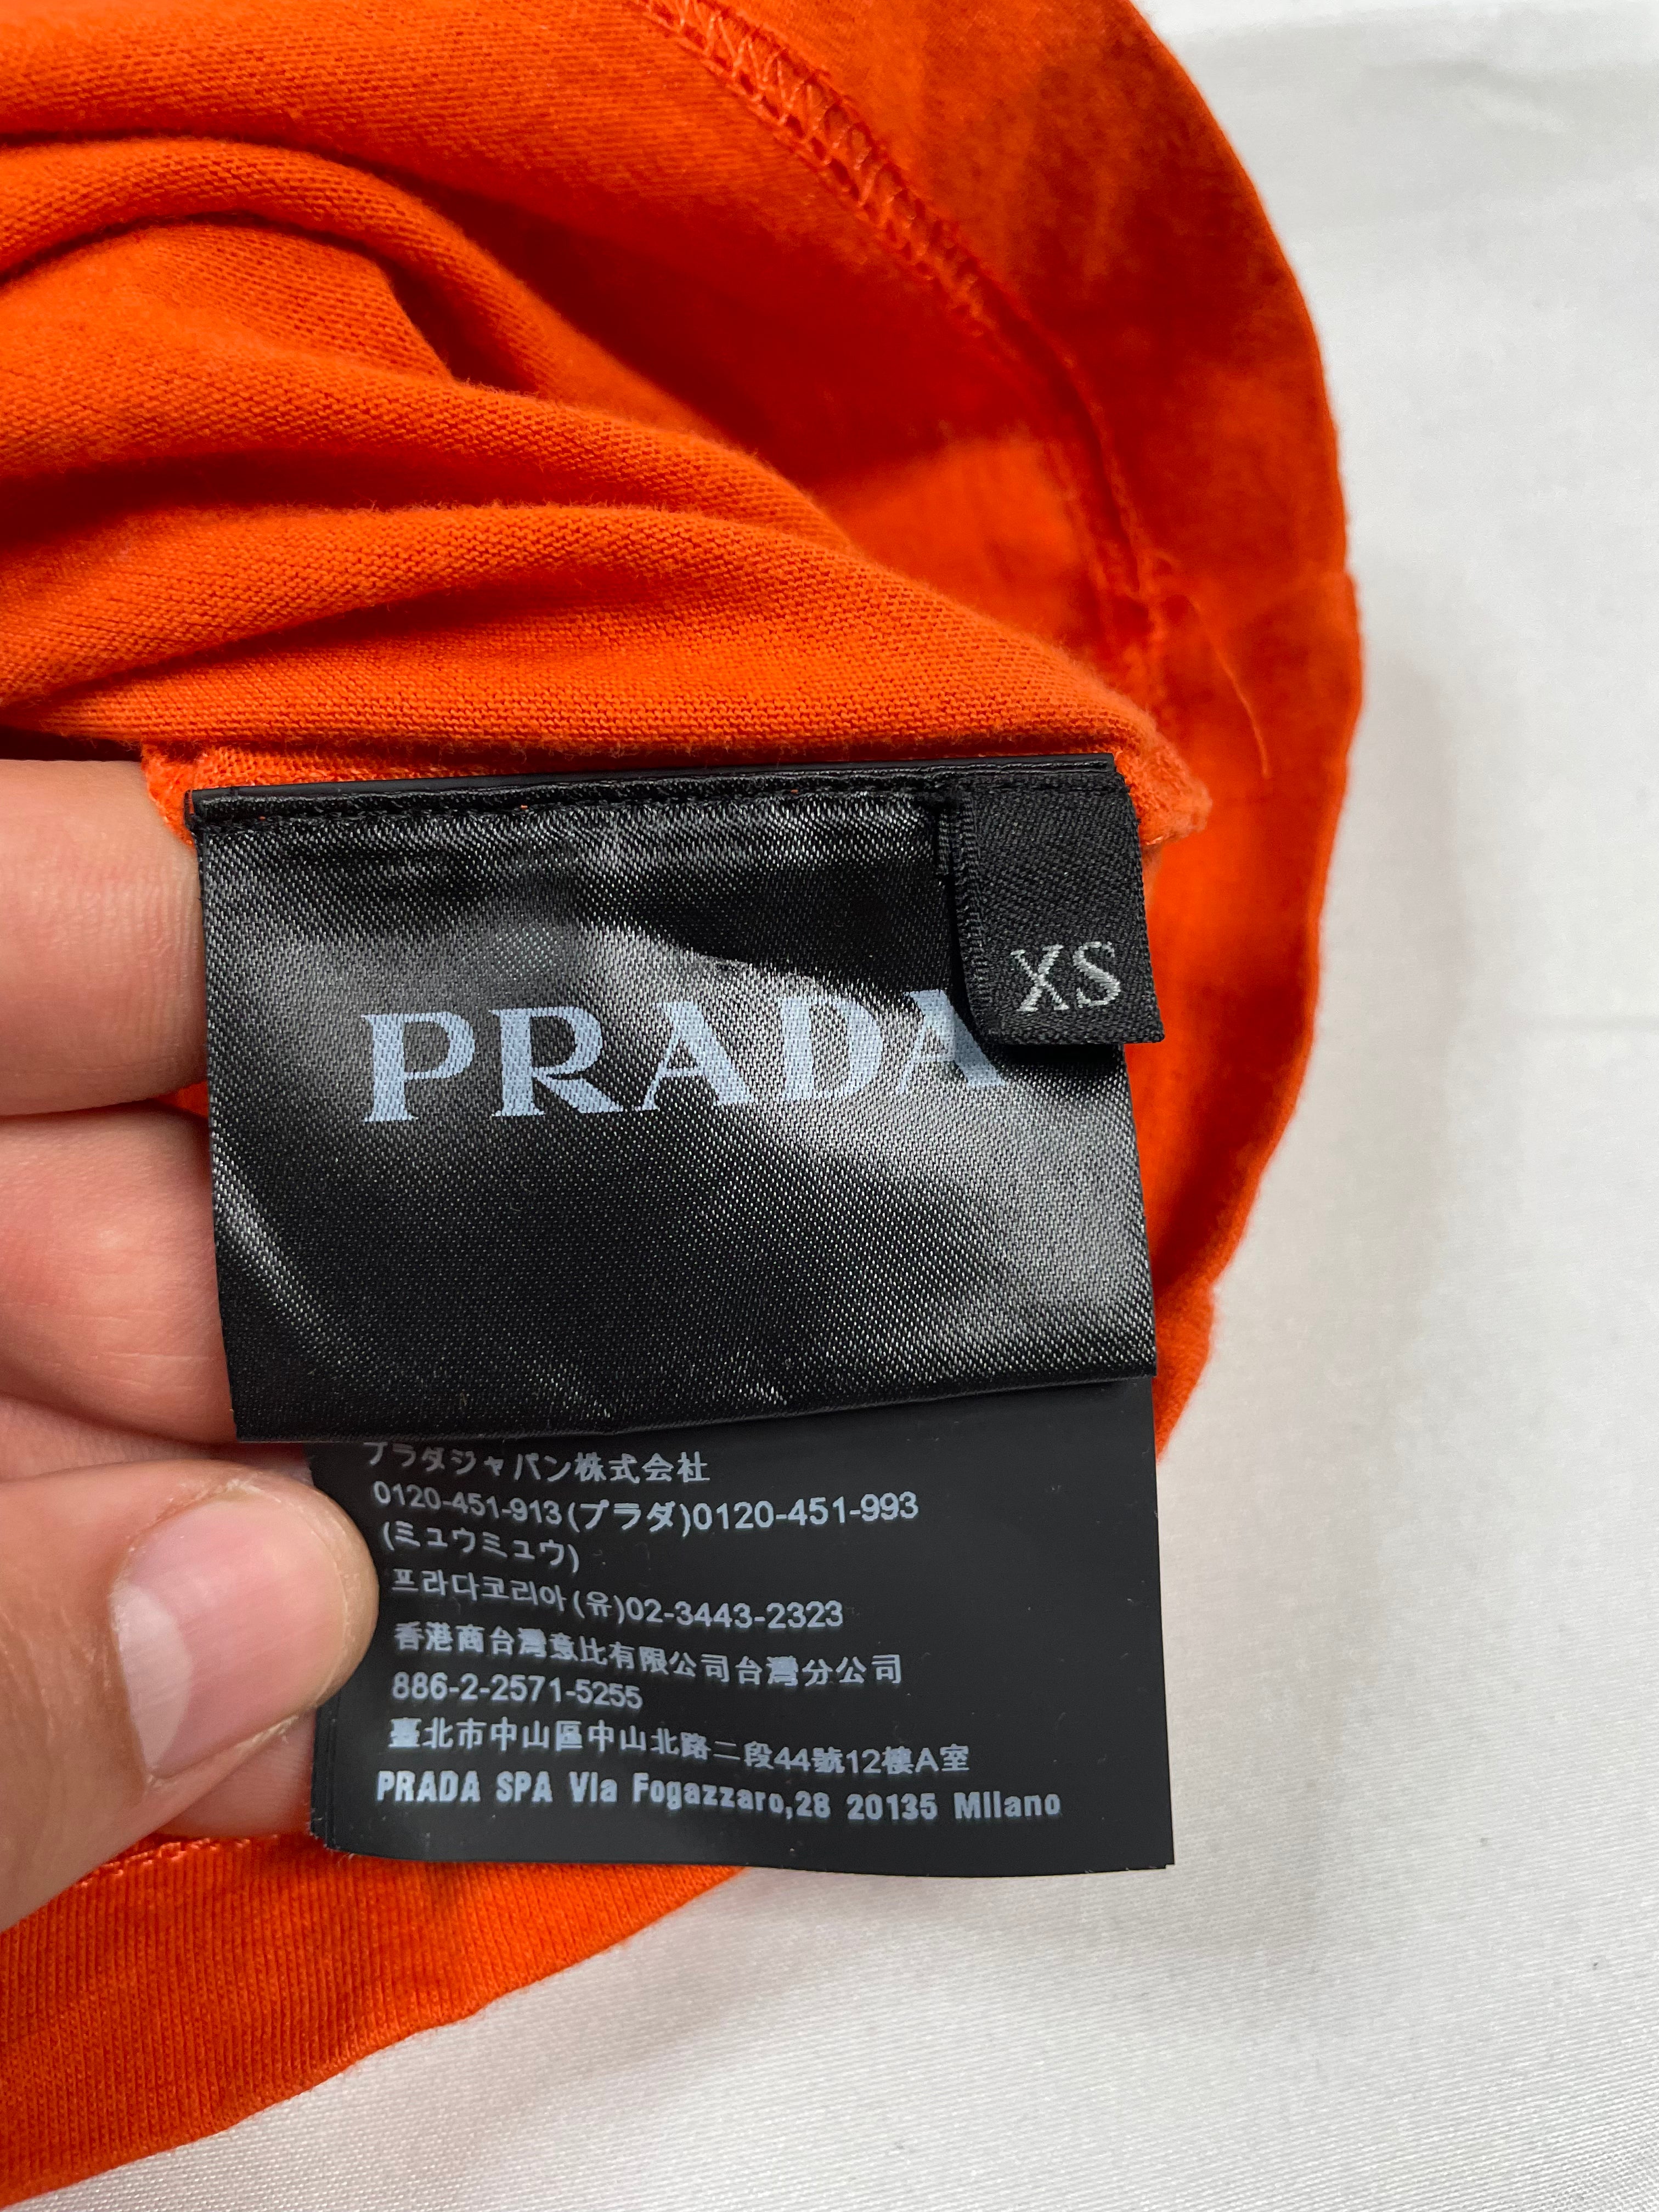 PRADA
XS
プラダジャパン株式会社
0120-451-913(プラダ)0120-451-993
(ミュウミュウ)
프라다코리아(유)02-3443-2323
香港商台灣意比有限公司台灣分公司
886-2-2571-5255
臺北市中山區中山北路二段44號12樓A室
PRADA SPA Via Fogazzaro,28 20135 Milano